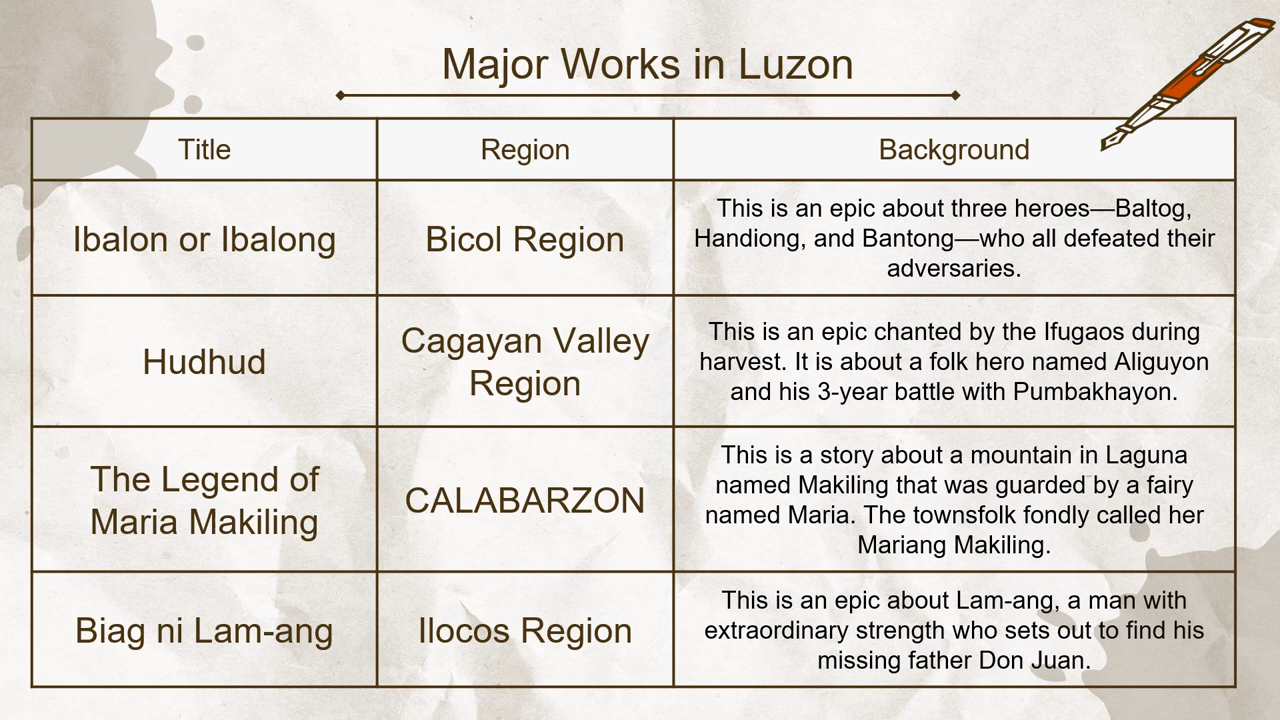 Major Works in Luzon
Title
Region
Background
Ibalon or Ibalong
Bicol Region
This is an epic about three heroes—Baltog,
Handiong, and Bantong—who all defeated their
adversaries.
Hudhud
Cagayan Valley
Region
This is an epic chanted by the Ifugaos during
harvest. It is about a folk hero named Aliguyon
and his 3-year battle with Pumbakhayon.
The Legend of
Maria Makiling
CALABARZON
This is a story about a mountain in Laguna
named Makiling that was guarded by a fairy
named Maria. The townsfolk fondly called her
Mariang Makiling.
Biag ni Lam-ang
Ilocos Region
This is an epic about Lam-ang, a man with
extraordinary strength who sets out to find his
missing father Don Juan.